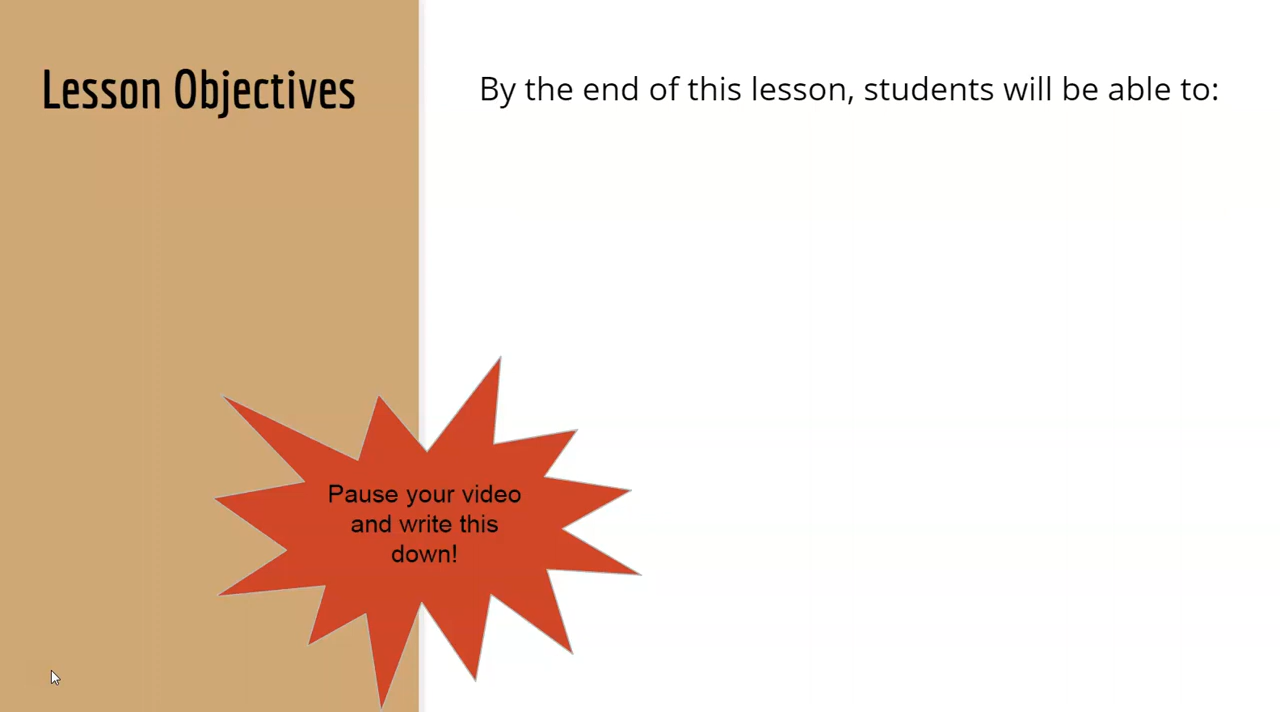 Lesson Objectives
By the end of this lesson, students will be able to:
Pause your video
and write this
down!